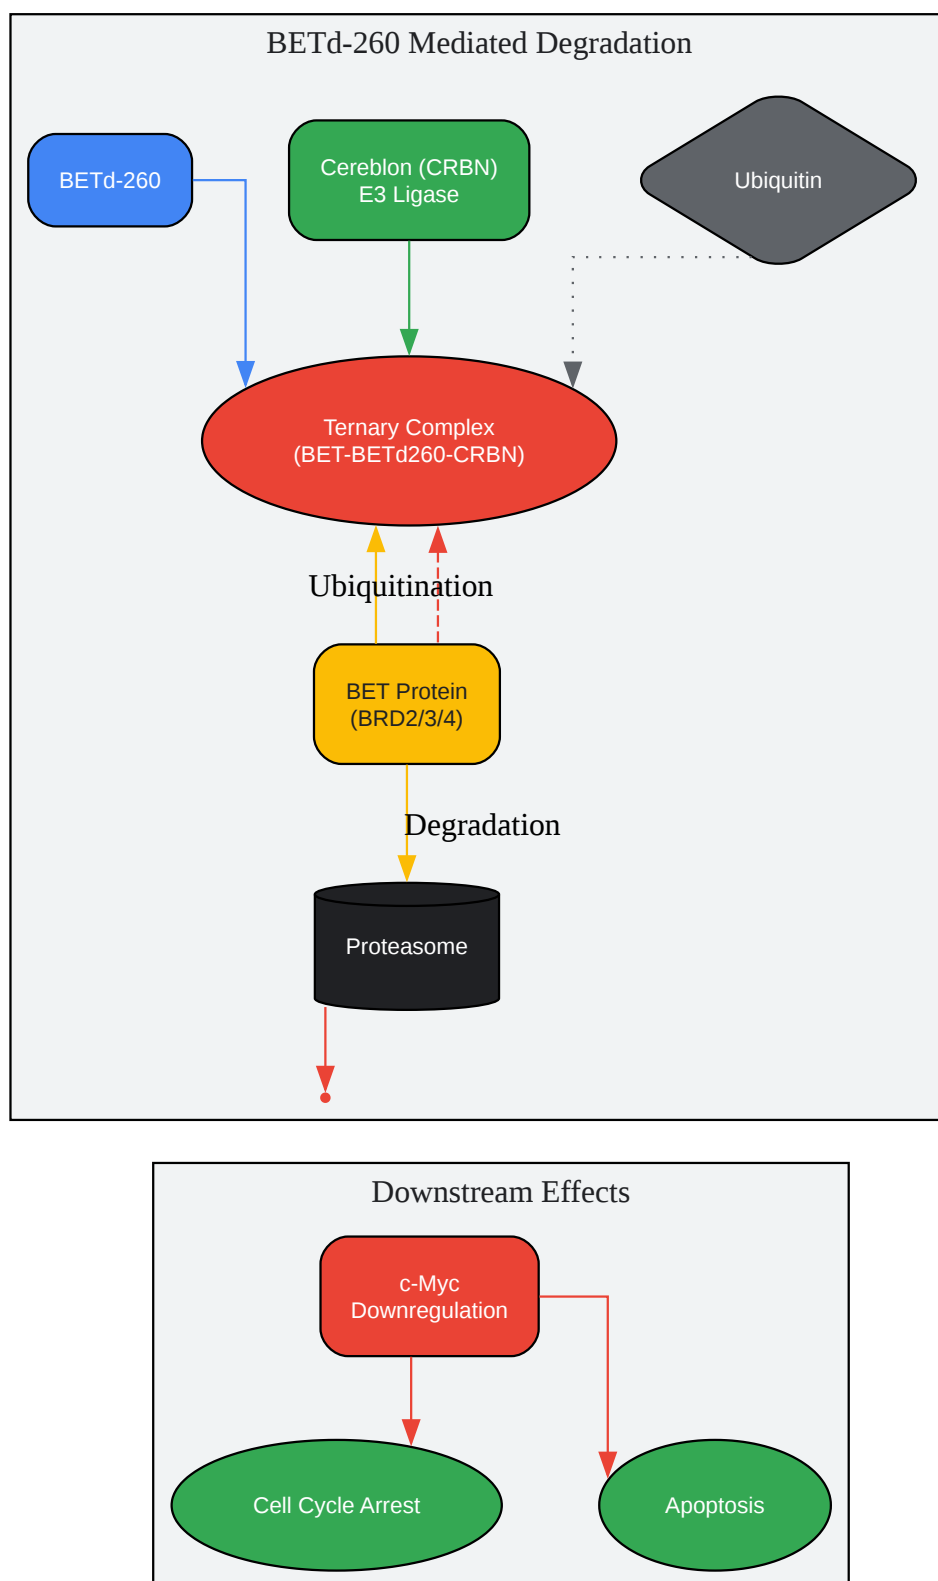 BETd-260 Mediated Degradation
BETd-260
Cereblon (CRBN)
E3 Ligase
Ubiquitin
Ternary Complex
(BET-BETd260-CRBN)
Ubiquitination
BET Protein
(BRD2/3/4)
Degradation
Proteasome
Downstream Effects
c-Myc
Downregulation
Cell Cycle Arrest
Apoptosis